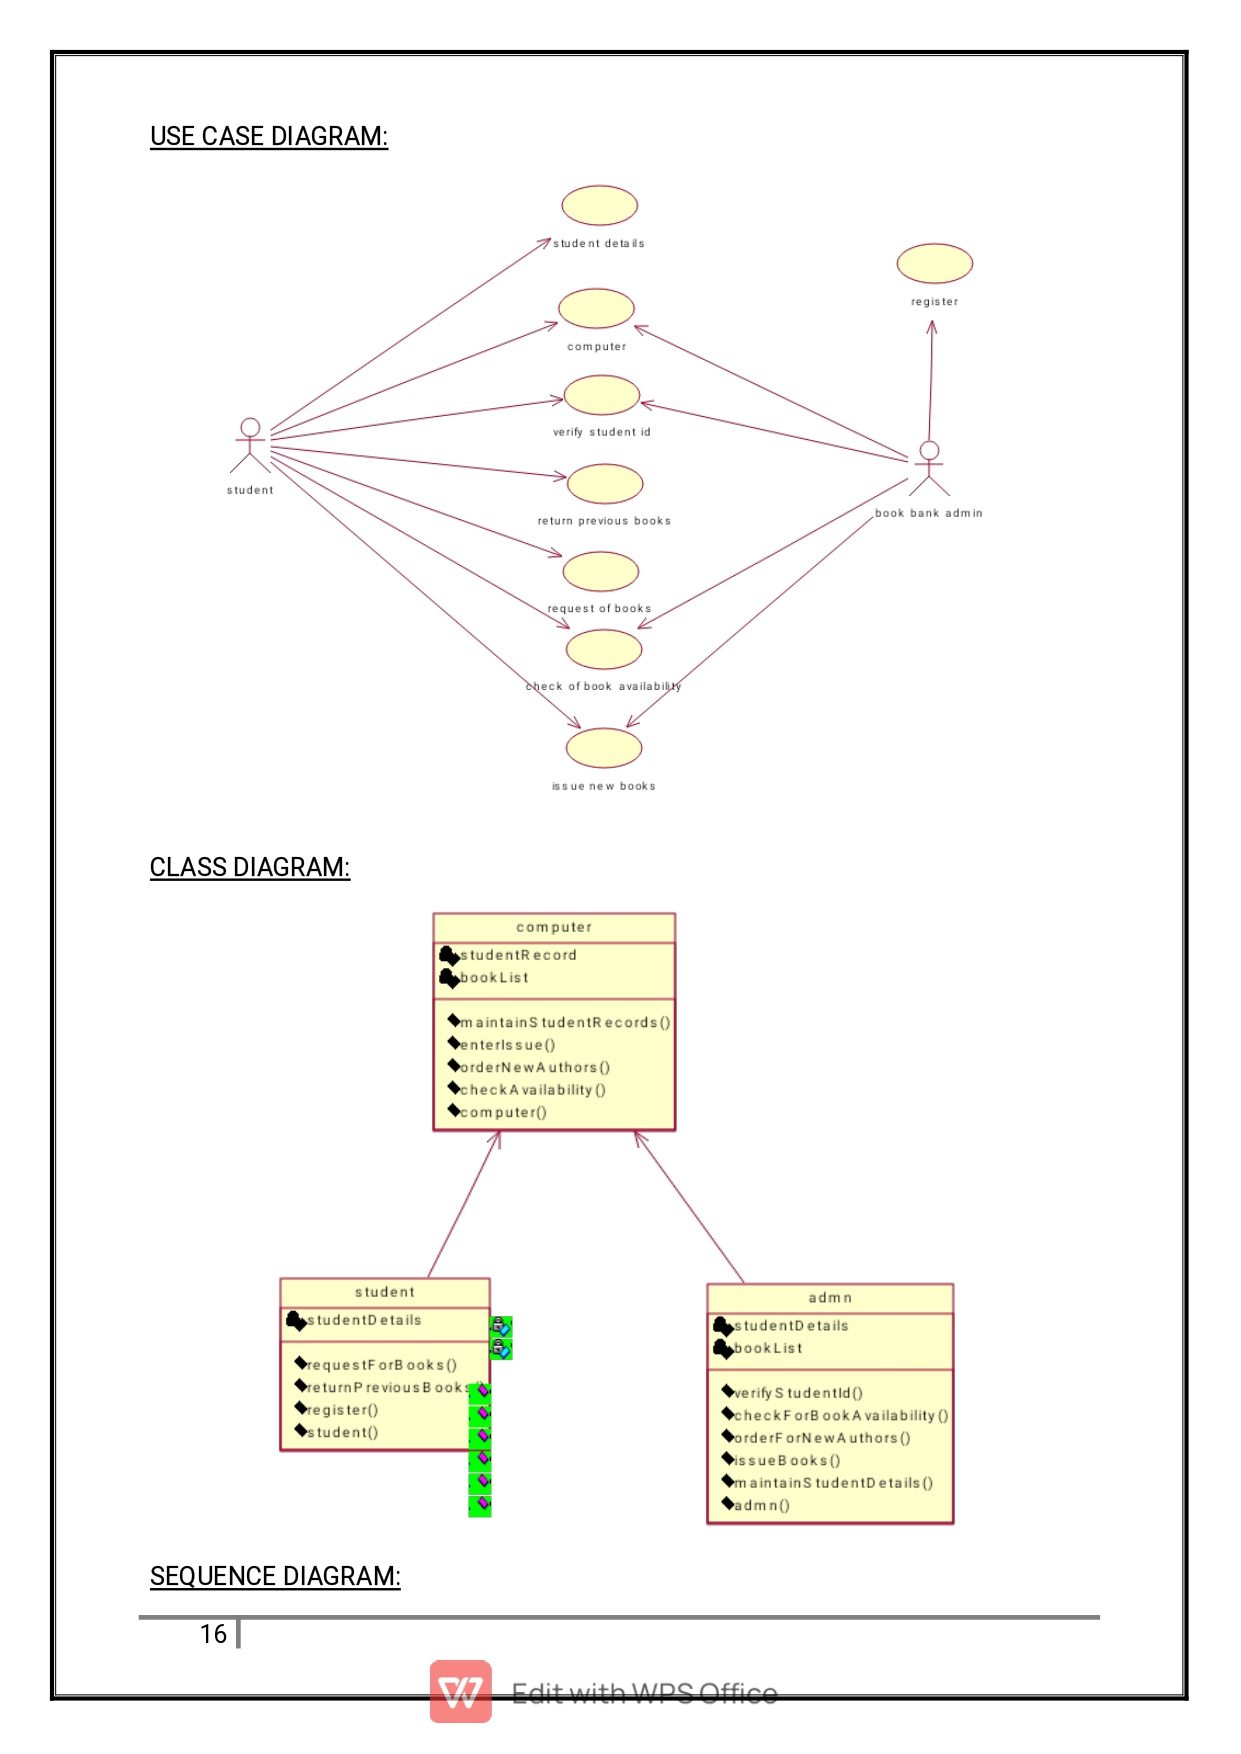 USE CASE DIAGRAM:
student details
register
computer
verify student id
student
book bank admin
return previous books
request of books
check of book availability
issue new books
CLASS DIAGRAM:
computer
studentRecord
bookList
maintainStudentRecords()
enterIssue()
orderNewAuthors()
checkAvailability()
computer()
student
studentDetails
requestForBooks()
returnPreviousBooks()
register()
student()
admn
studentDetails
bookList
verifyStudentId()
checkForBookAvailability()
orderForNewAuthors()
issueBooks()
maintainStudentDetails()
admn()
SEQUENCE DIAGRAM:
16
Edit with WPS Office